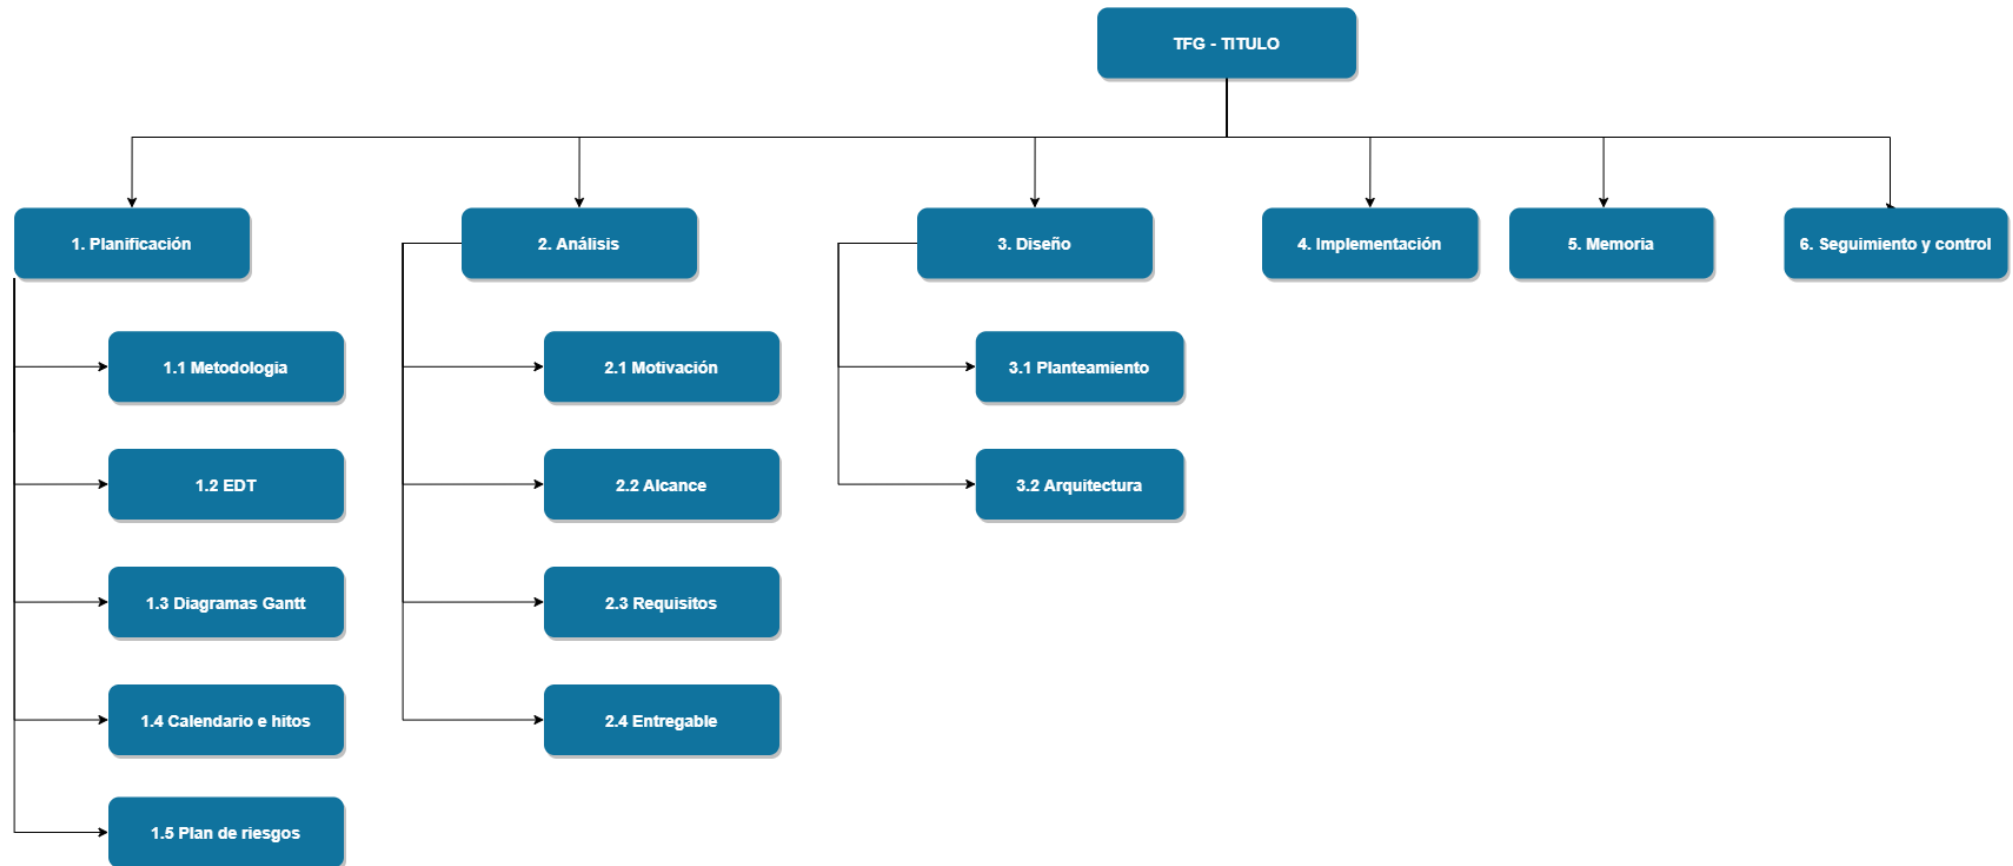 TFG - TITULO
1. Planificación
2. Análisis
3. Diseño
4. Implementación
5. Memoria
6. Seguimiento y control
1.1 Metodologia
2.1 Motivación
3.1 Planteamiento
1.2 EDT
2.2 Alcance
3.2 Arquitectura
1.3 Diagramas Gantt
2.3 Requisitos
1.4 Calendario e hitos
2.4 Entregable
1.5 Plan de riesgos